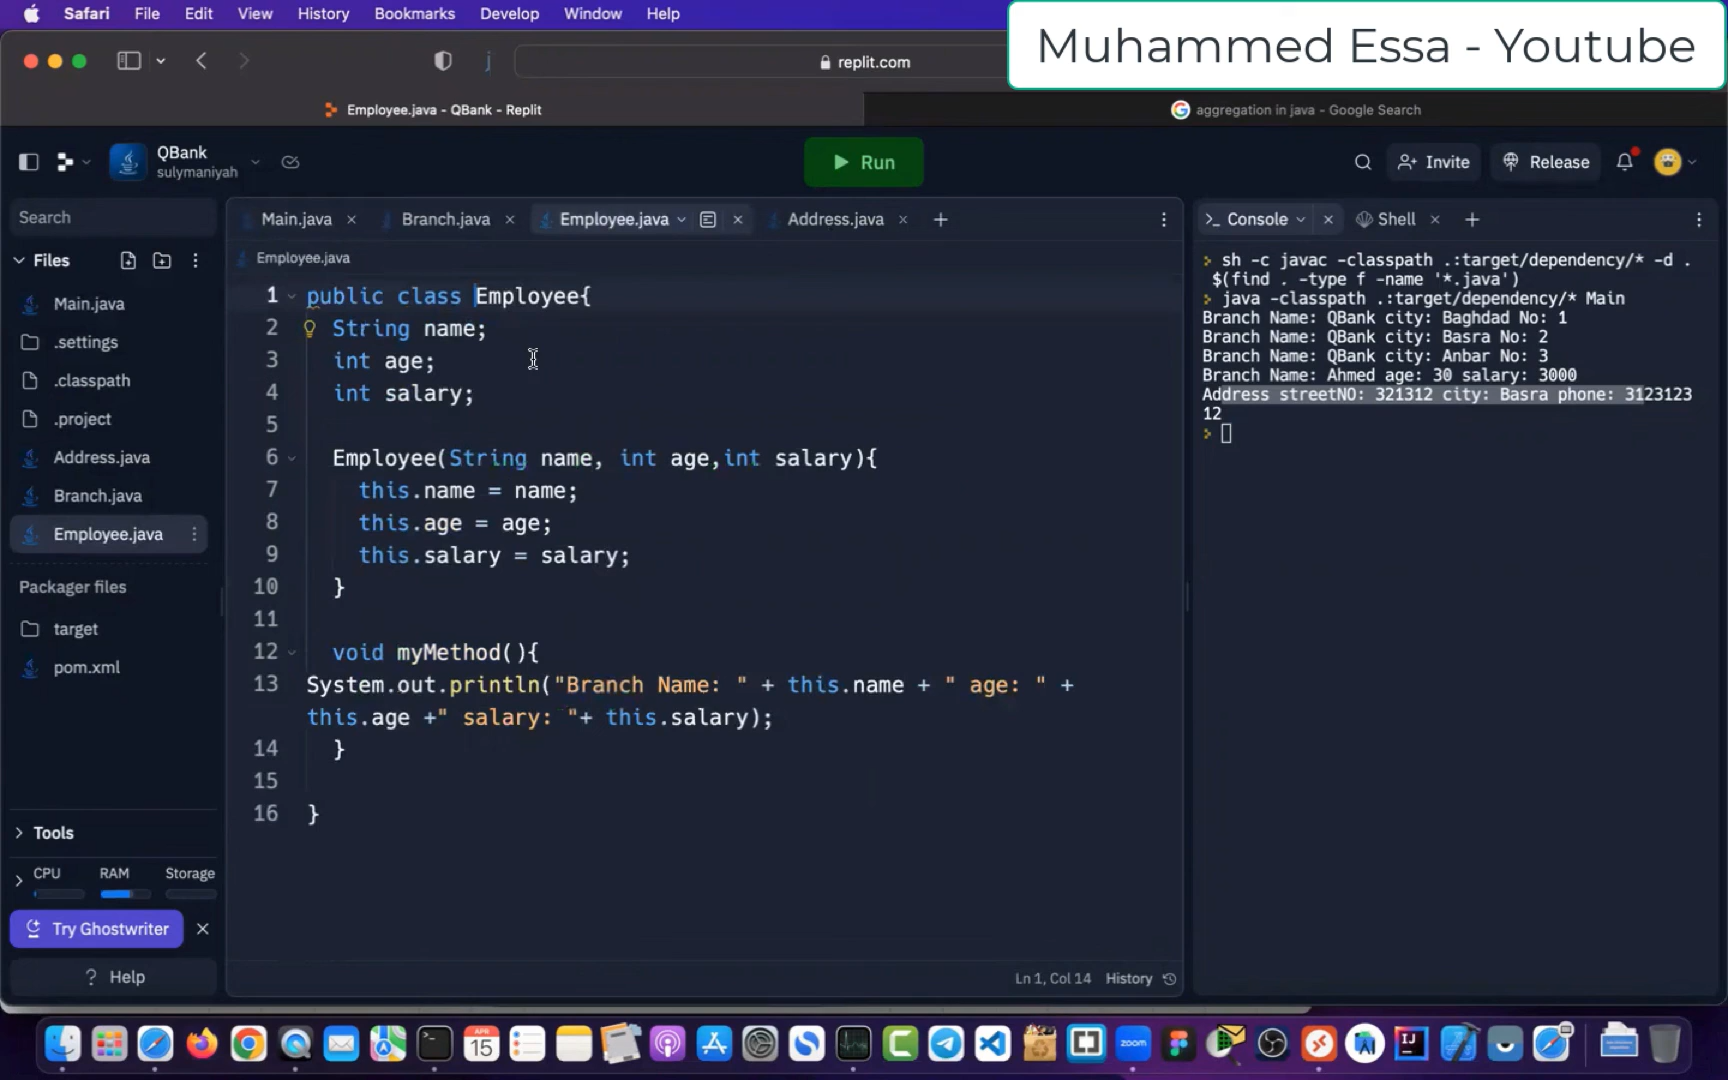 Safari File Edit View History Bookmarks Develop Window Help
Muhammed Essa - Youtube
replit.com
Employee.java - QBank - Replit
aggregation in java - Google Search
QBank
sulymaniyah
Run
Invite
Release
Search
Main.java
Branch.java
Employee.java
Address.java
Console
Shell
Files
Main.java
.settings
.classpath
.project
Address.java
Branch.java
Employee.java
Packager files
target
pom.xml
Tools
CPU RAM Storage
Try Ghostwriter
? Help
Employee.java
1 public class Employee{
2 String name;
3 int age;
4 int salary;
5
6 Employee(String name, int age,int salary){
7 this.name = name;
8 this.age = age;
9 this.salary = salary;
10 }
11
12 void myMethod(){
13 System.out.println("Branch Name: " + this.name + " age: " +
this.age +" salary: "+ this.salary);
14 }
15
16 }
Ln 1, Col 14 History
sh -c javac -classpath .:target/dependency/* -d .
$(find . -type f -name '*.java')
java -classpath .:target/dependency/* Main
Branch Name: QBank city: Baghdad No: 1
Branch Name: QBank city: Basra No: 2
Branch Name: QBank city: Anbar No: 3
Branch Name: Ahmed age: 30 salary: 3000
Address streetNO: 321312 city: Basra phone: 3123123
12
APR
15
zoom
IJ